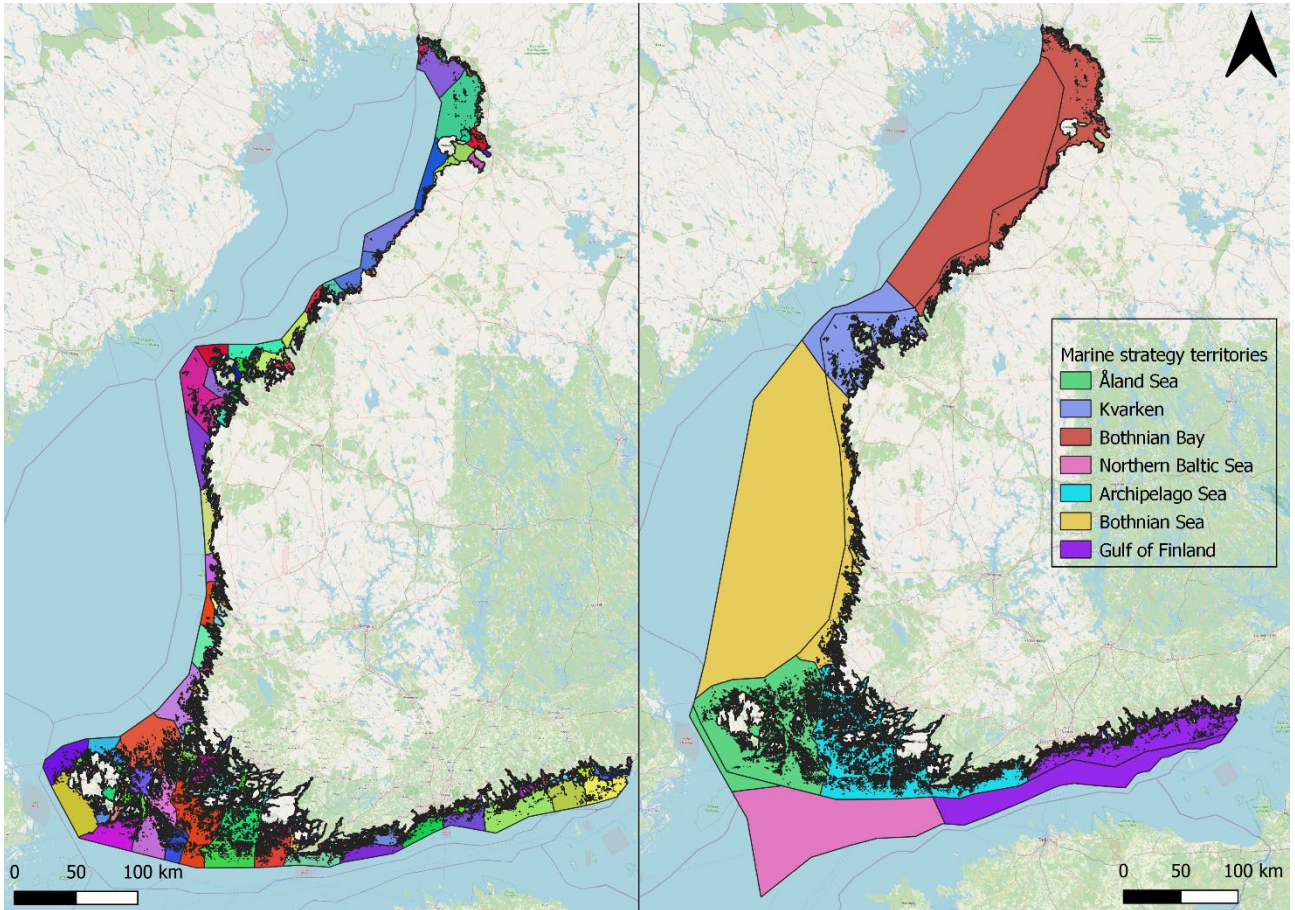 Marine strategy territories
Åland Sea
Kvarken
Bothnian Bay
Northern Baltic Sea
Archipelago Sea
Bothnian Sea
Gulf of Finland
0 50 100 km
0 50 100 km